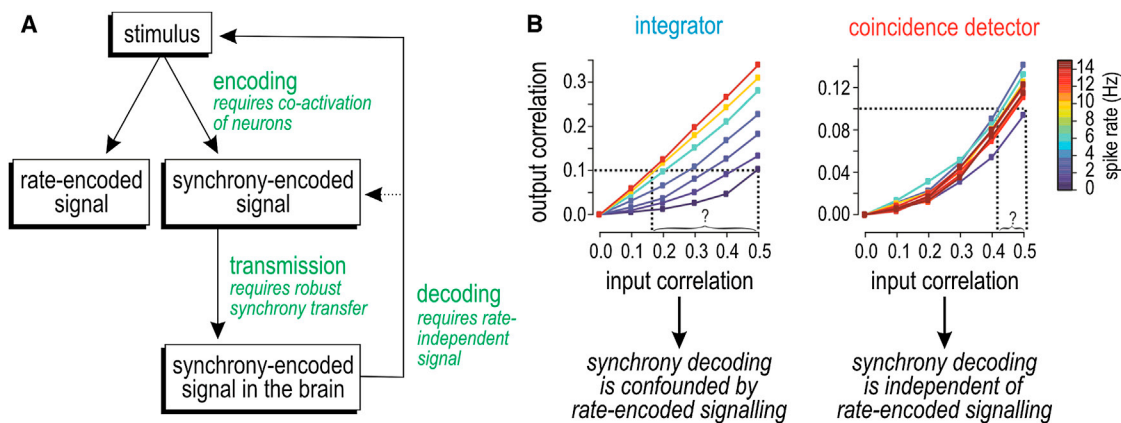 A
stimulus
encoding
requires co-activation
of neurons
rate-encoded
signal
synchrony-encoded
signal
transmission
requires robust
synchrony transfer
decoding
requires rate-
independent
signal
synchrony-encoded
signal in the brain
B
integrator
output correlation
0.3
0.2
0.1
0.0
?
0.0 0.1 0.2 0.3 0.4 0.5
input correlation
synchrony decoding
is confounded by
rate-encoded signalling
coincidence detector
0.12
0.08
0.04
0.00
?
0.0 0.1 0.2 0.3 0.4 0.5
input correlation
synchrony decoding
is independent of
rate-encoded signalling
14
12
10
8
6
4
2
0
spike rate (Hz)